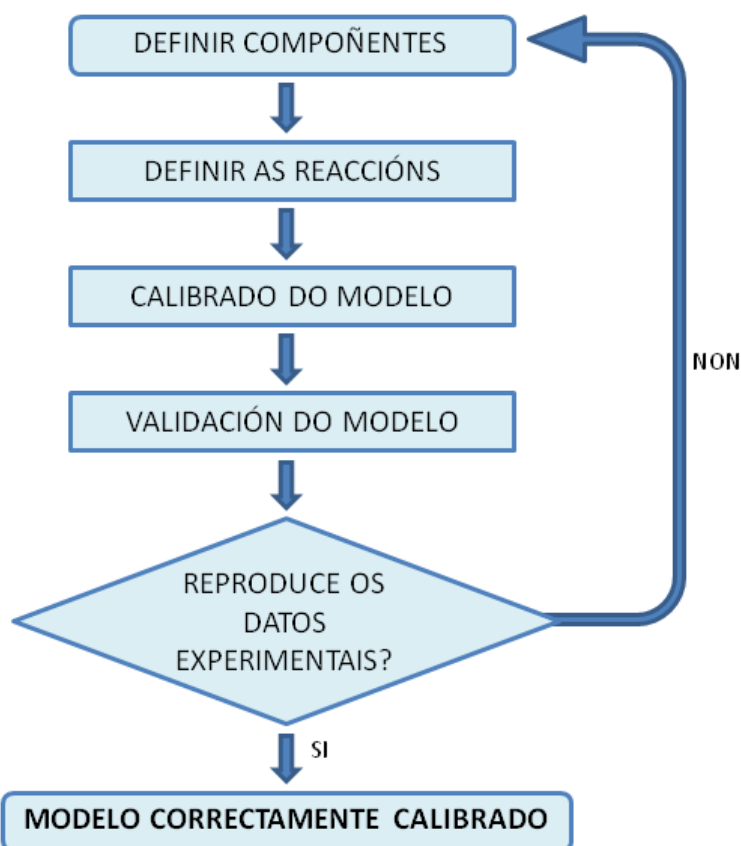 DEFINIR COMPOÑENTES
DEFINIR AS REACCIÓNS
CALIBRADO DO MODELO
NON
VALIDACIÓN DO MODELO
REPRODUCE OS
DATOS
EXPERIMENTAIS?
SI
MODELO CORRECTAMENTE CALIBRADO